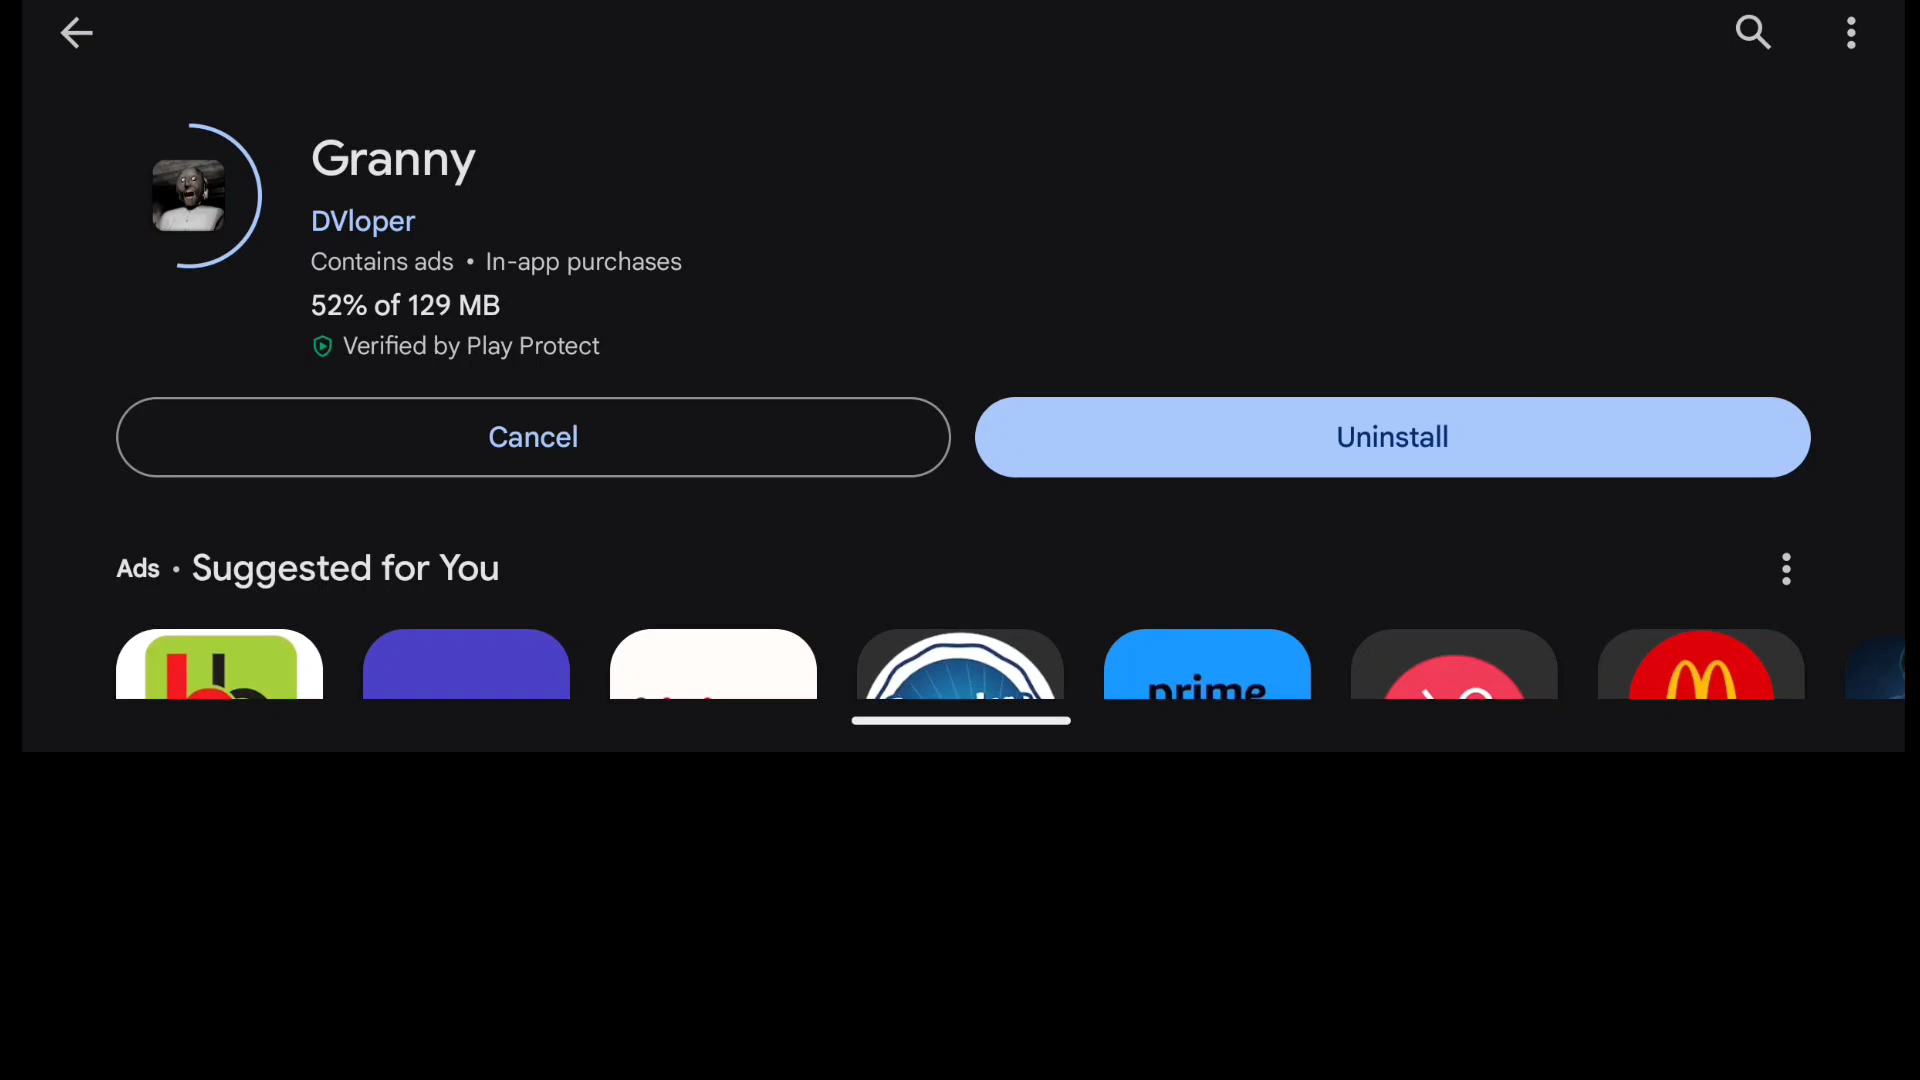 Granny
DVloper
Contains ads • In-app purchases
52% of 129 MB
Verified by Play Protect
Cancel
Uninstall
Ads · Suggested for You
prime